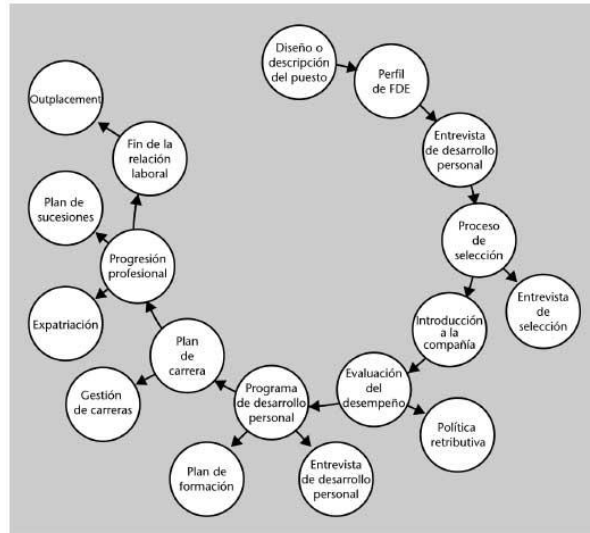 Diseño o
descripción
del puesto
Perfil
de FDE
Entrevista
de desarrollo
personal
Proceso
de
selección
Entrevista
de
selección
Introducción
a la
compañía
Evaluación
del
desempeño
Política
retributiva
Programa
de desarrollo
personal
Entrevista
de desarrollo
personal
Plan de
formación
Plan
de
carrera
Gestión
de carreras
Progresión
profesional
Expatriación
Plan de
sucesiones
Fin de la
relación
laboral
Outplacement